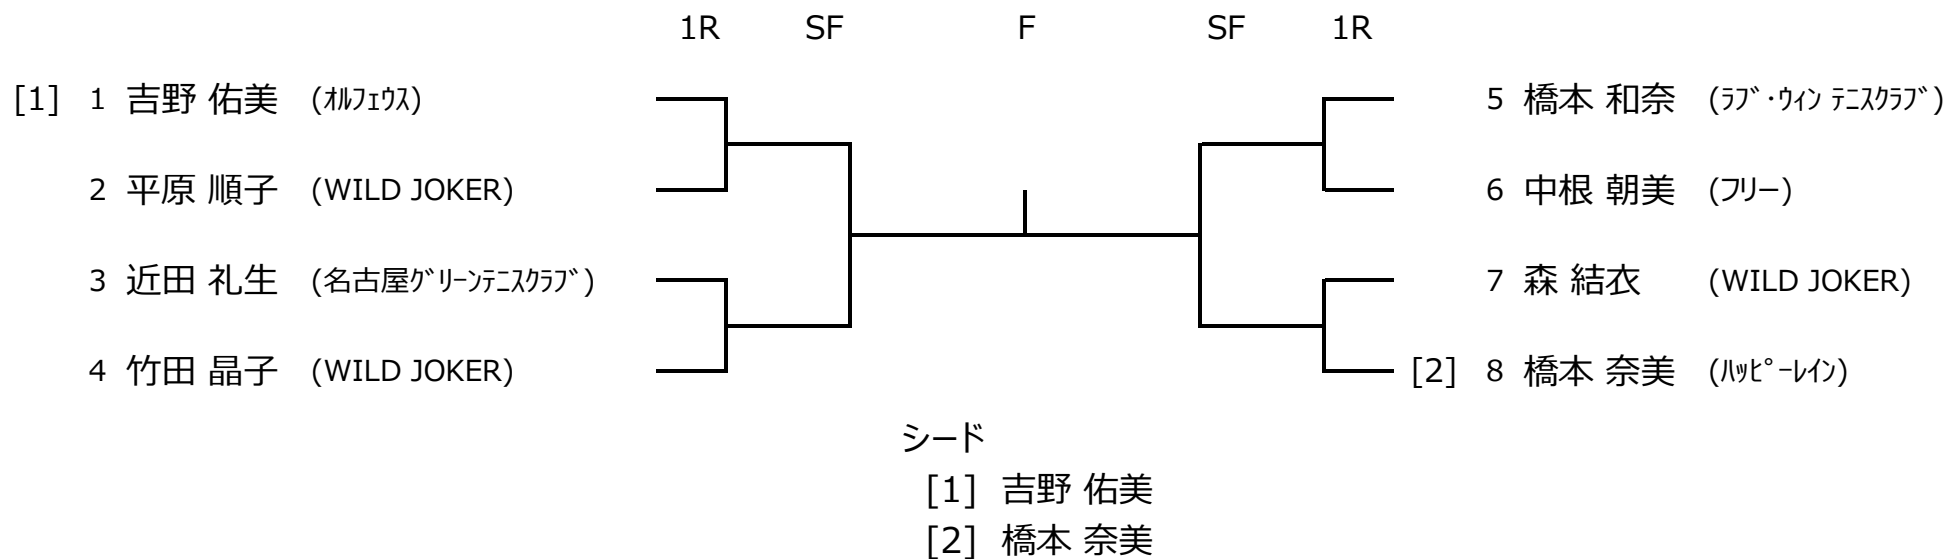 1R SF F SF 1R
[1] 1 吉野 佑美 (ｵﾙﾌｪｳｽ)
2 平原 順子 (WILD JOKER)
3 近田 礼生 (名古屋ｸﾞﾘｰﾝﾃﾆｽｸﾗﾌﾞ)
4 竹田 晶子 (WILD JOKER)
5 橋本 和奈 (ﾗﾌﾞ･ｳｨﾝ ﾃﾆｽｸﾗﾌﾞ)
6 中根 朝美 (フリー)
7 森 結衣 (WILD JOKER)
[2] 8 橋本 奈美 (ﾊｯﾋﾟｰﾚｲﾝ)
シード
[1] 吉野 佑美
[2] 橋本 奈美